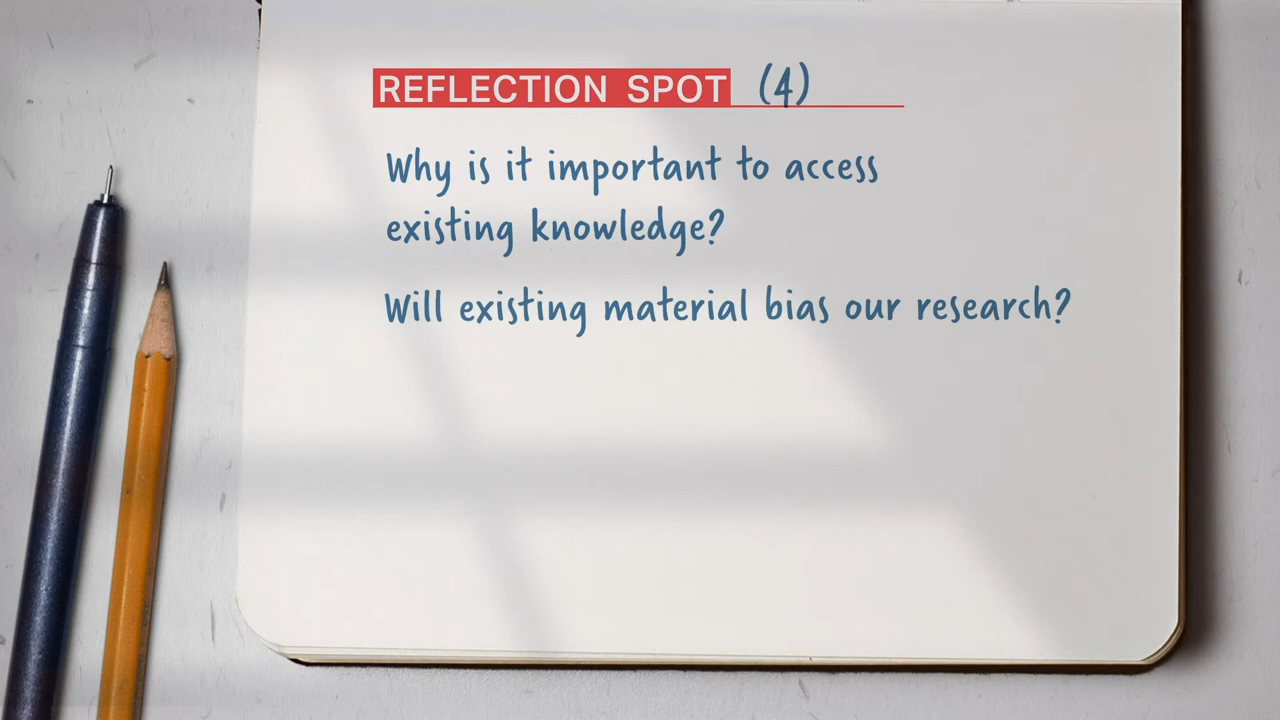 REFLECTION SPOT (4)
Why is it important to access
existing knowledge?
Will existing material bias our research?